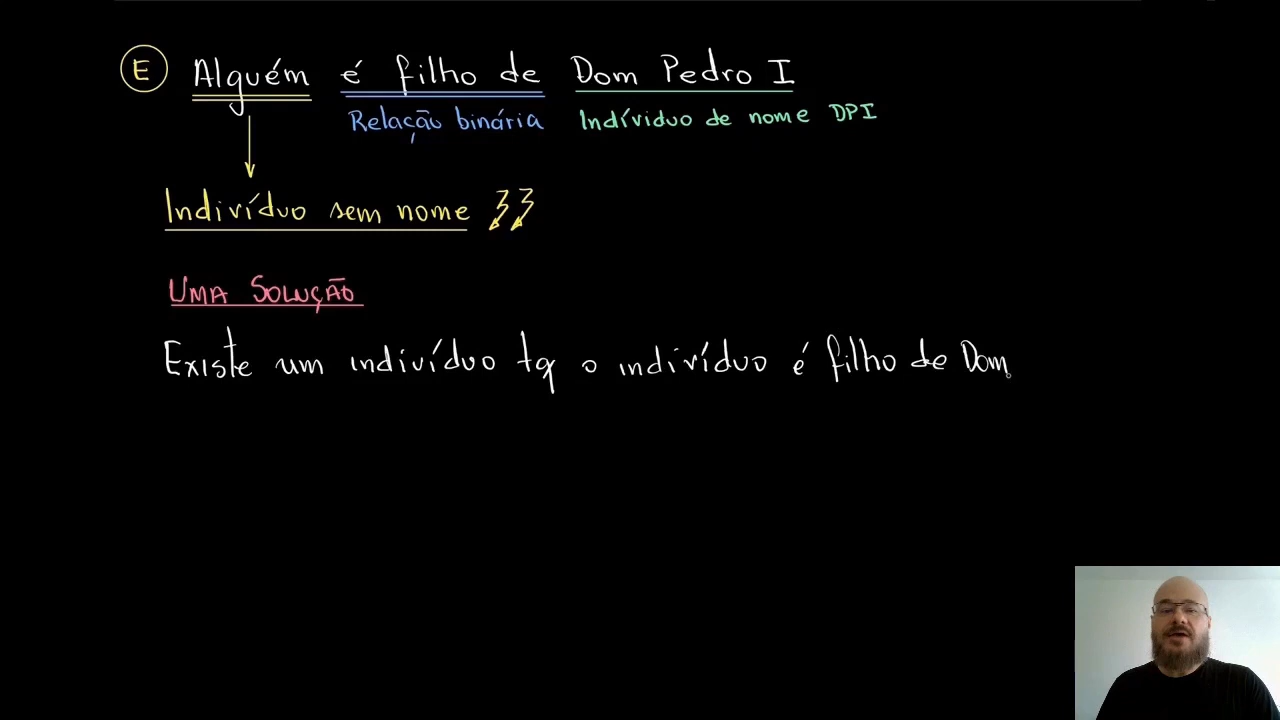 E Alguém é filho de Dom Pedro I
Relação binária Indíviduo de nome DPI
Indivíduo sem nome
UMA SOLUÇÃO
Existe um indivíduo tq o indivíduo é filho de Dom